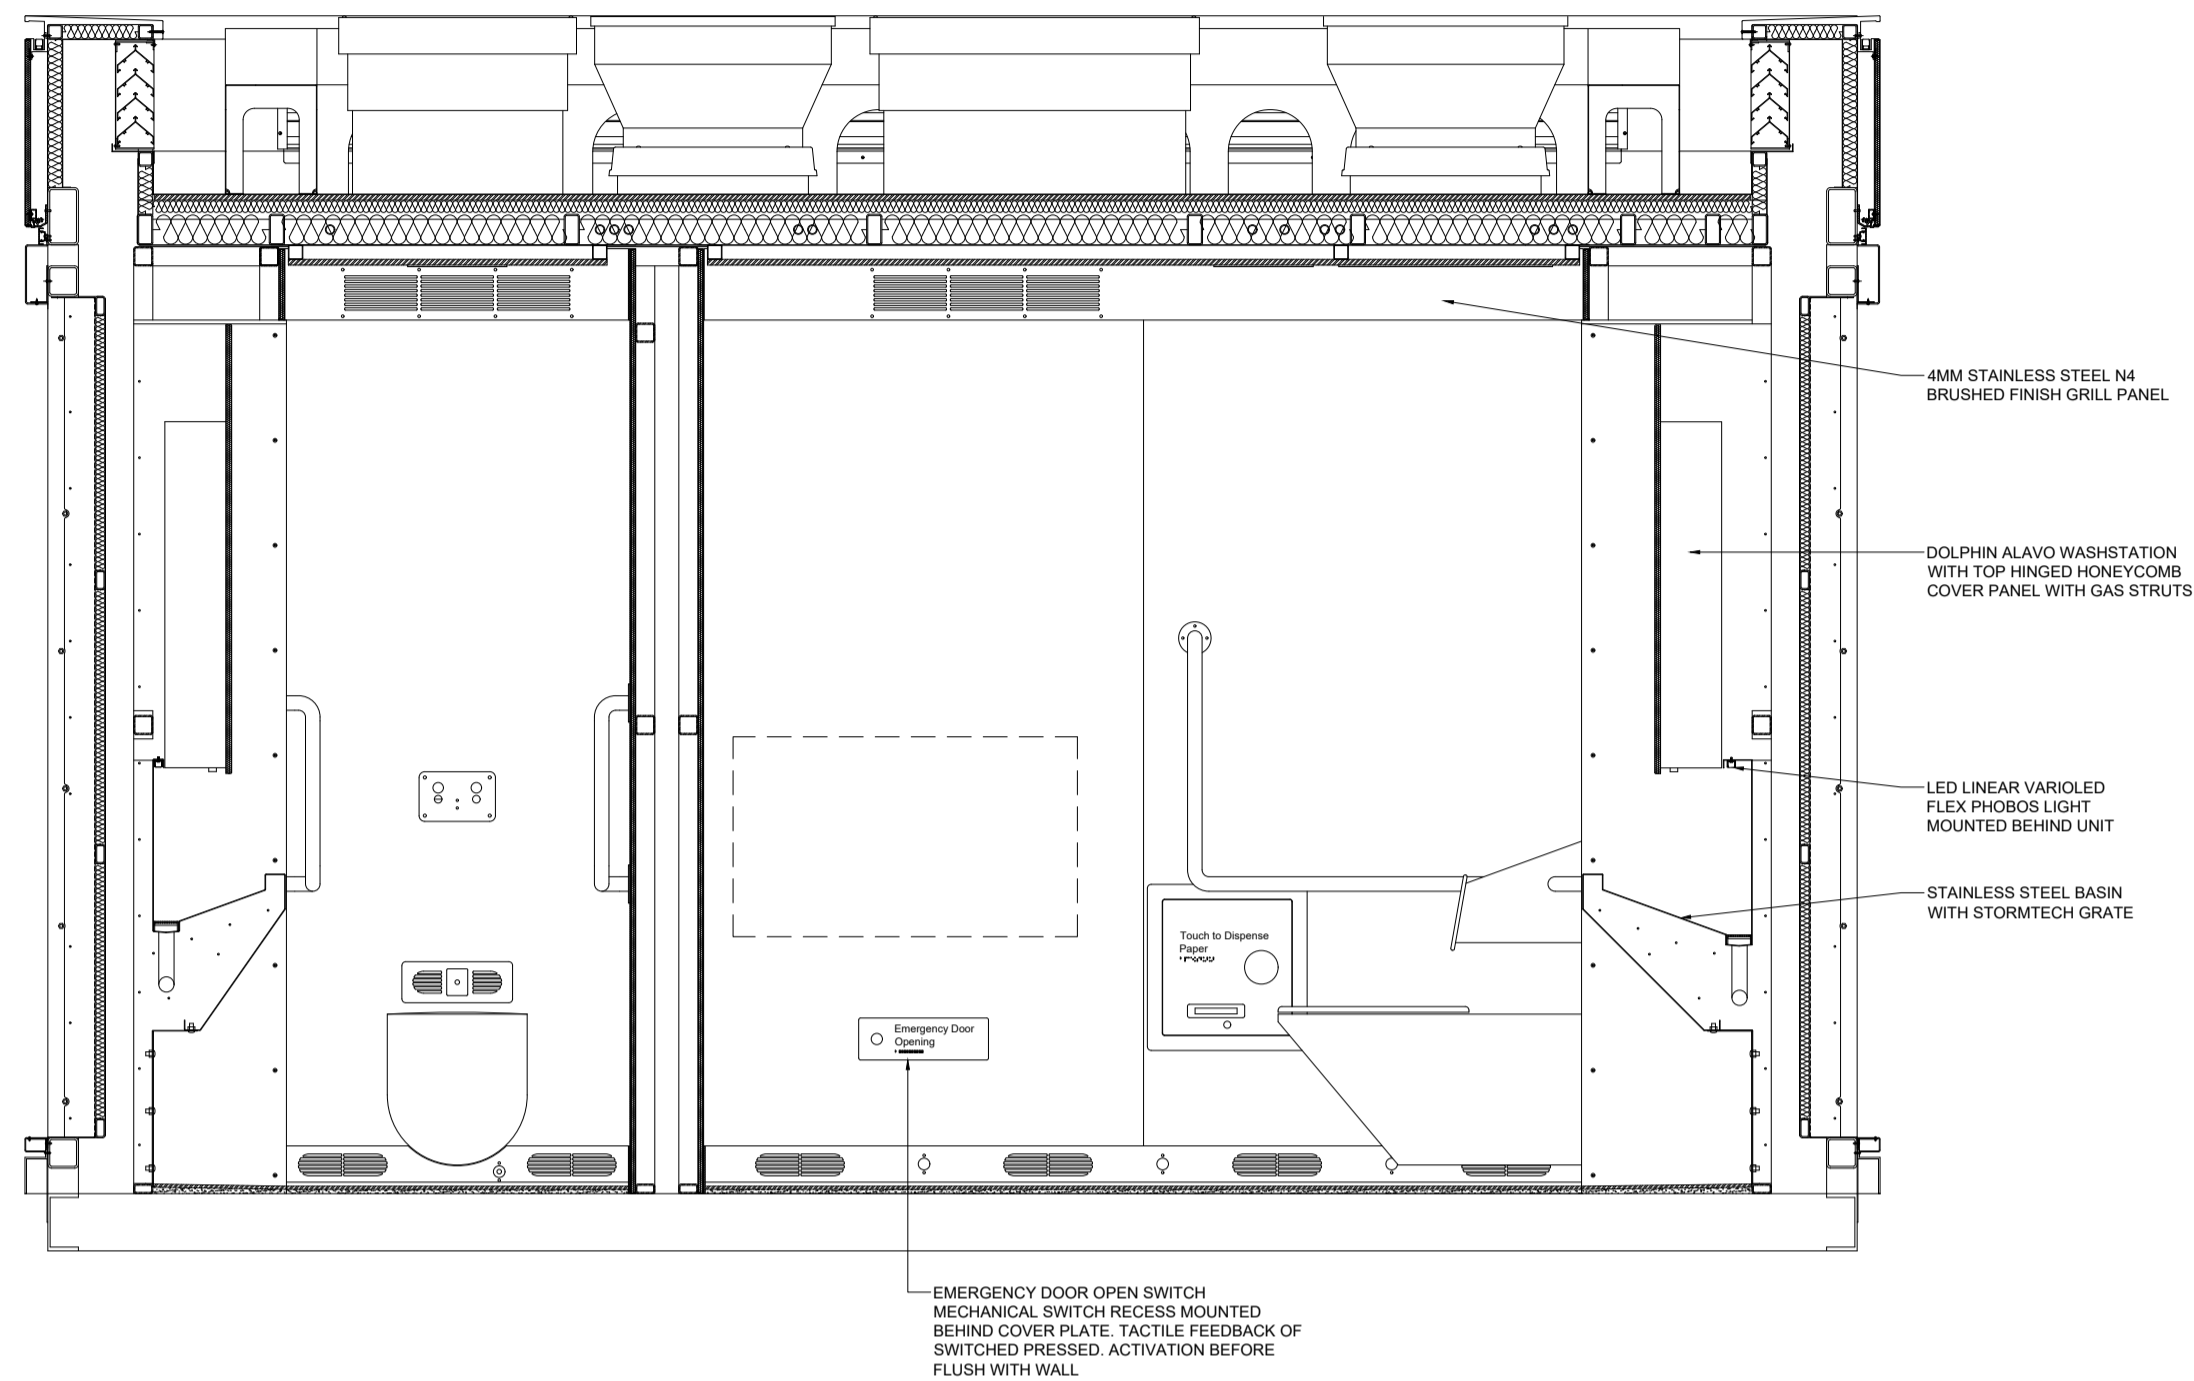 4MM STAINLESS STEEL N4
BRUSHED FINISH GRILL PANEL
DOLPHIN ALAVO WASHSTATION
WITH TOP HINGED HONEYCOMB
COVER PANEL WITH GAS STRUTS
LED LINEAR VARIOLED
FLEX PHOBOS LIGHT
MOUNTED BEHIND UNIT
STAINLESS STEEL BASIN
WITH STORMTECH GRATE
Touch to Dispense
Paper
Emergency Door
Opening
EMERGENCY DOOR OPEN SWITCH
MECHANICAL SWITCH RECESS MOUNTED
BEHIND COVER PLATE. TACTILE FEEDBACK OF
SWITCHED PRESSED. ACTIVATION BEFORE
FLUSH WITH WALL